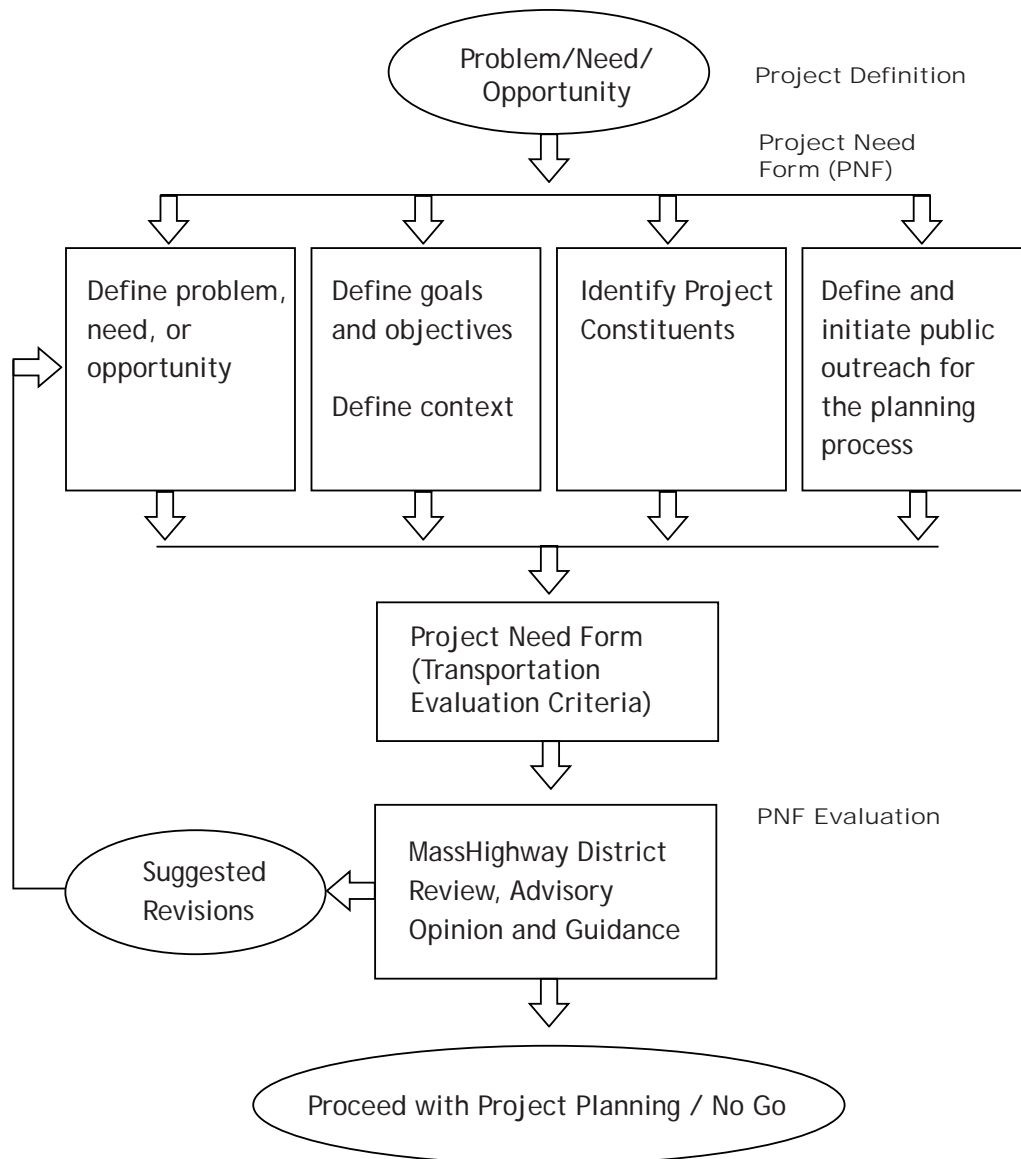 Problem/Need/
Opportunity
Project Definition
Project Need
Form (PNF)
Define problem,
need, or
opportunity
Define goals
and objectives
Define context
Identify Project
Constituents
Define and
initiate public
outreach for
the planning
process
Project Need Form
(Transportation
Evaluation Criteria)
PNF Evaluation
MassHighway District
Review, Advisory
Opinion and Guidance
Suggested
Revisions
Proceed with Project Planning / No Go